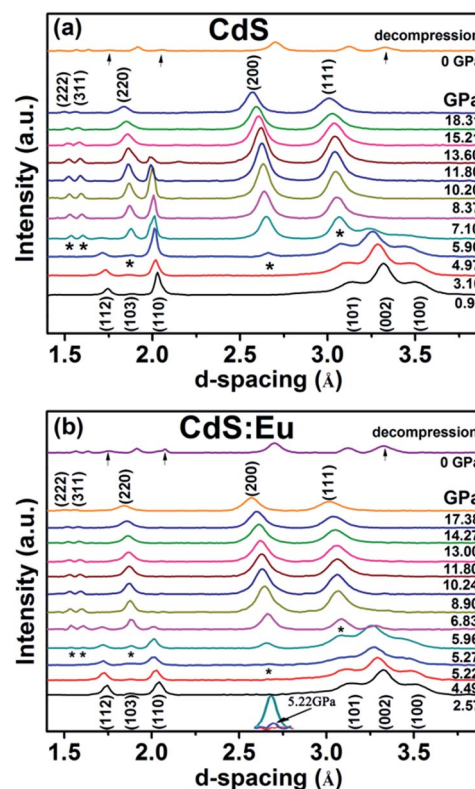 (a) CdS
decompression
0 GPa
(222)
(311)
(220)
(200)
(111)
GPa
18.31
15.21
13.66
11.86
10.20
8.37
7.10
5.90
4.97
3.10
0.9
* * * * *
(112)
(103)
(110)
(101)
(002)
(100)
Intensity (a.u.)
1.5 2.0 2.5 3.0 3.5
d-spacing (Å)
(b) CdS:Eu
decompression
0 GPa
(222)
(311)
(220)
(200)
(111)
GPa
17.38
14.27
13.00
11.80
10.24
8.90
6.83
5.96
5.27
5.22
4.49
2.57
* * * * *
5.22GPa
(112)
(103)
(110)
(101)
(002)
(100)
Intensity (a.u.)
1.5 2.0 2.5 3.0 3.5
d-spacing (Å)